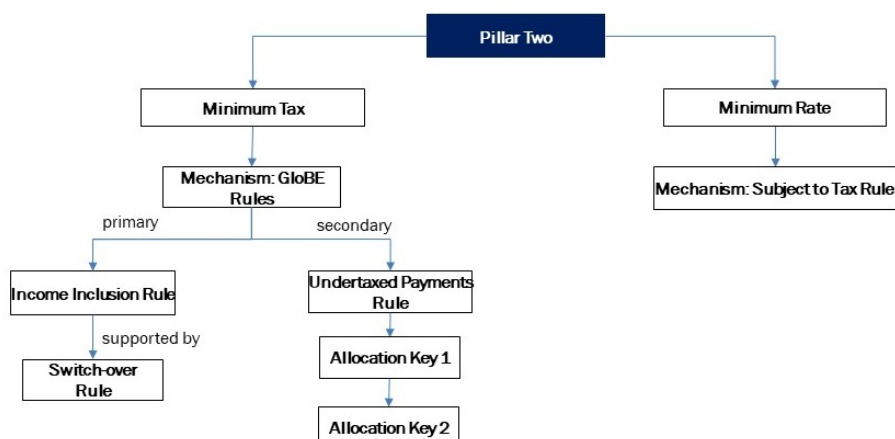 Pillar Two
Minimum Tax
Minimum Rate
Mechanism: GloBE
Rules
Mechanism: Subject to Tax Rule
primary
secondary
Income Inclusion Rule
Undertaxed Payments
Rule
supported by
Switch-over
Rule
Allocation Key 1
Allocation Key 2